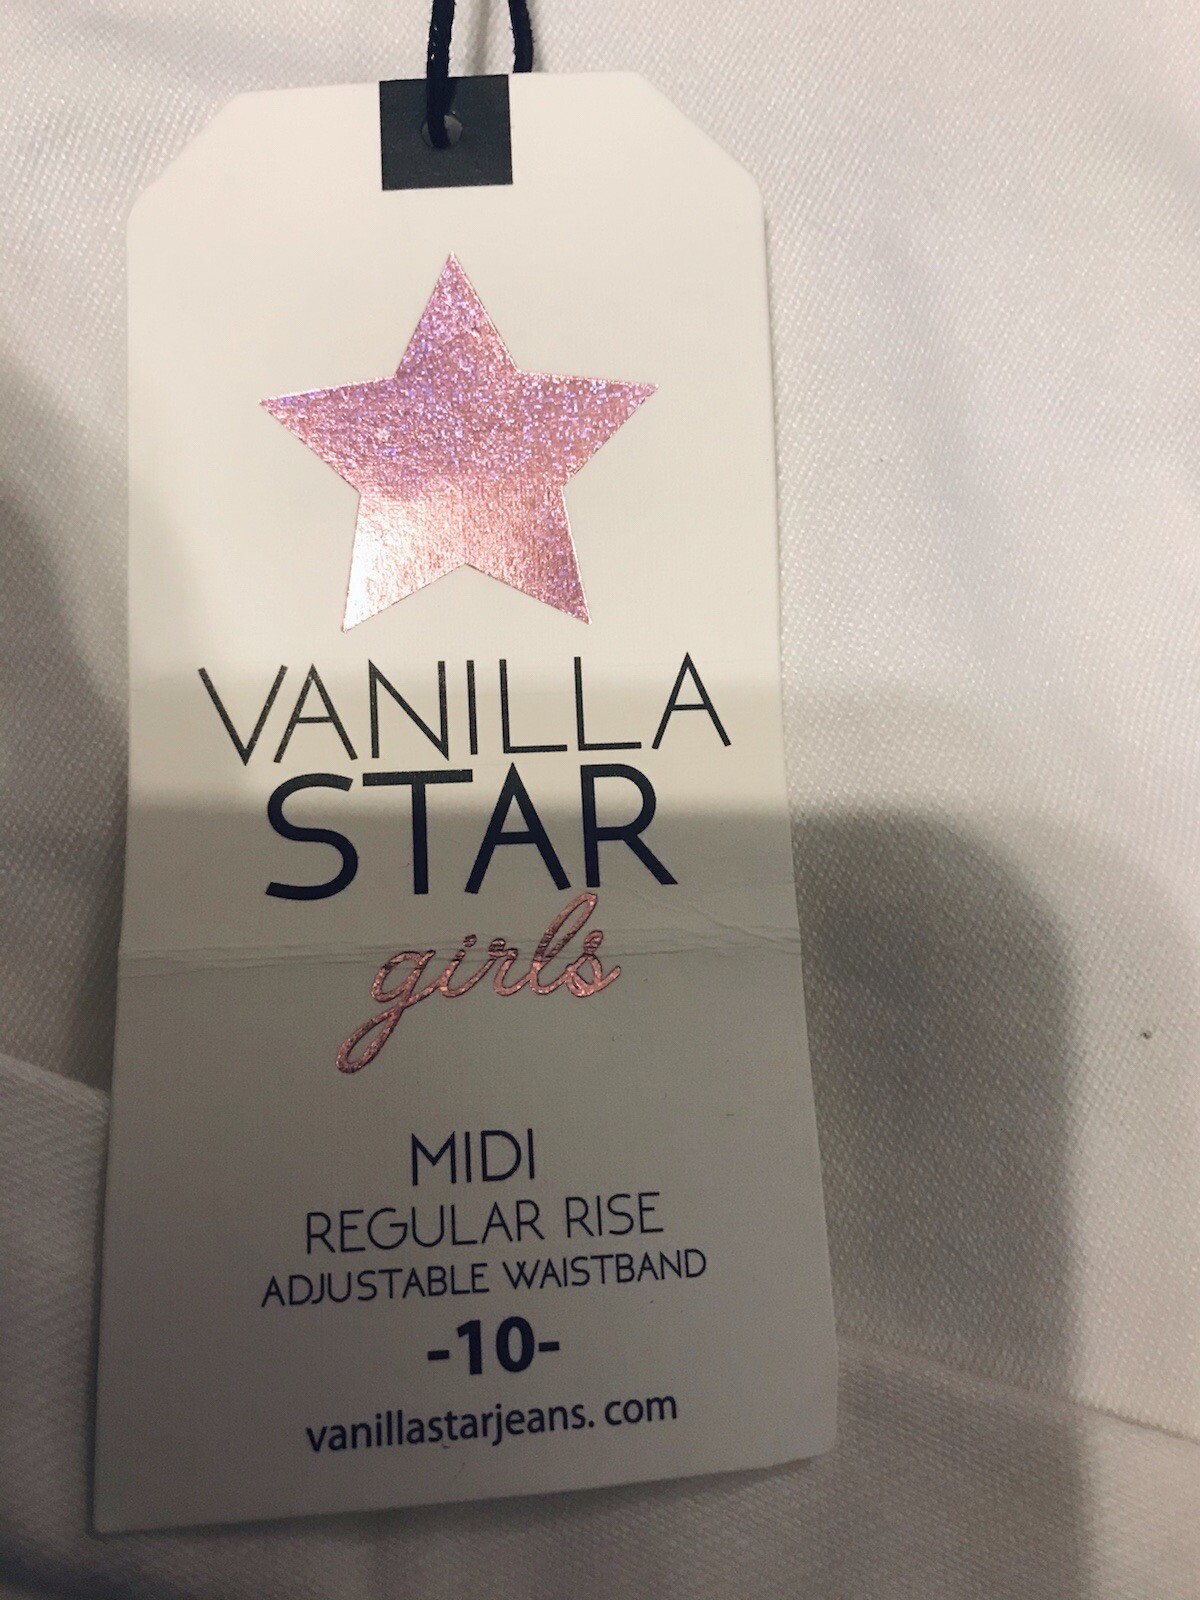 VANILLA
STAR
girls
MIDI
REGULAR RISE
ADJUSTABLE WAISTBAND
-10-
vanillastarjeans. com